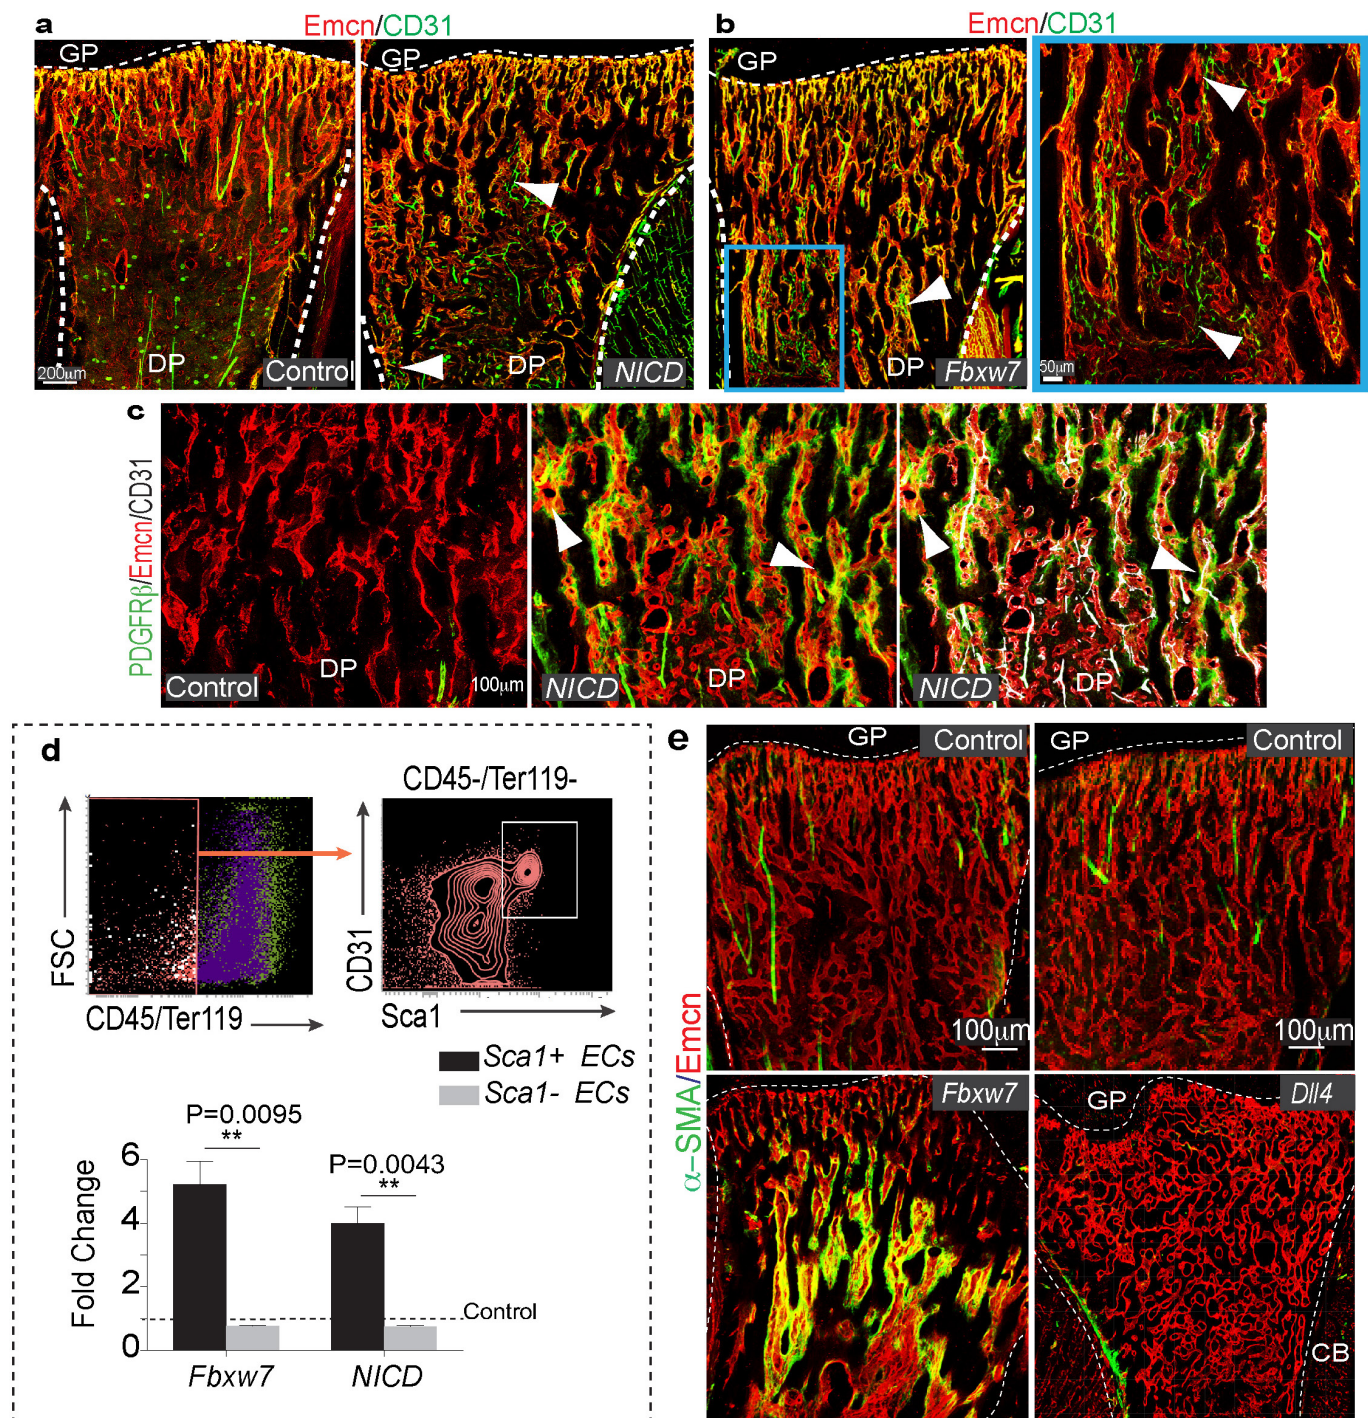 a
Emcn/CD31
GP
GP
DP
200μm
Control
DP
NICD
b
Emcn/CD31
GP
DP
Fbxw7
50μm
c
PDGFRβ/Emcn/CD31
Control
DP
100μm
NICD
DP
NICD
DP
d
FSC
CD45/Ter119
CD45-/Ter119-
CD31
Sca1
Sca1+ ECs
Sca1- ECs
P=0.0095
**
P=0.0043
**
Fold Change
6
4
2
0
Control
Fbxw7
NICD
e
α-SMA/Emcn
GP
Control
100μm
GP
Control
100μm
Fbxw7
GP
Dll4
CB